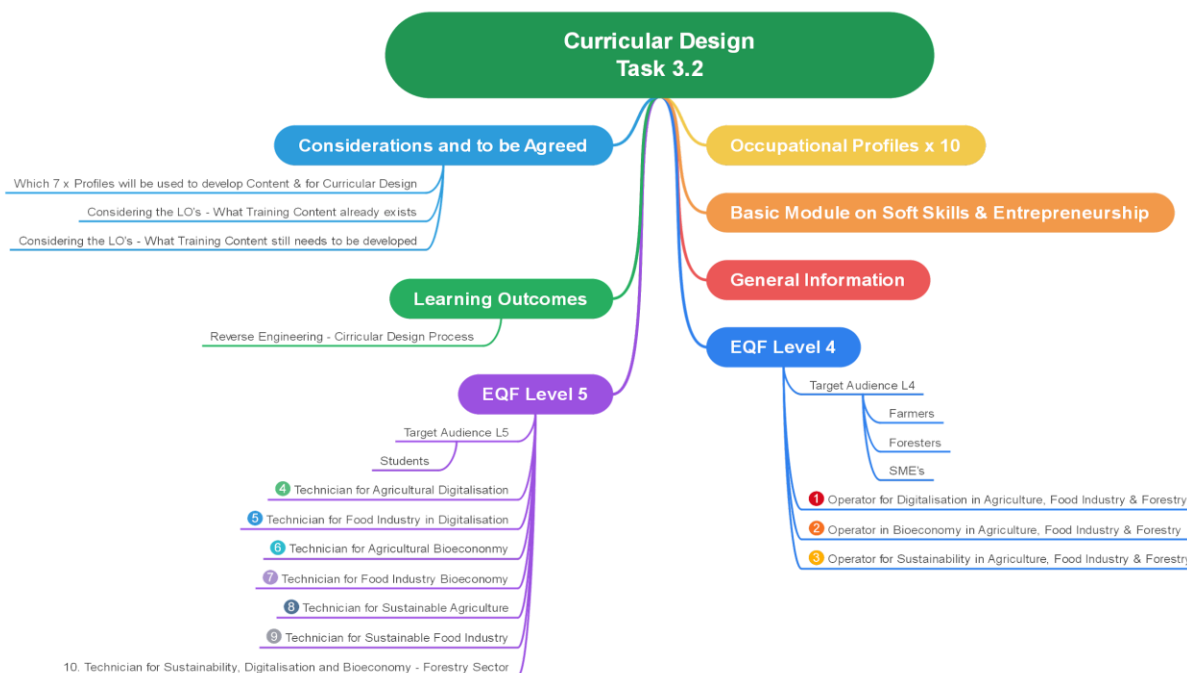 Curricular Design
Task 3.2
Considerations and to be Agreed
Which 7 x Profiles will be used to develop Content & for Curricular Design
Considering the LO's - What Training Content already exists
Considering the LO's - What Training Content still needs to be developed
Learning Outcomes
Reverse Engineering - Cirricular Design Process
EQF Level 5
Target Audience L5
Students
4 Technician for Agricultural Digitalisation
5 Technician for Food Industry in Digitalisation
6 Technician for Agricultural Bioeconomny
7 Technician for Food Industry Bioeconomy
8 Technician for Sustainable Agriculture
9 Technician for Sustainable Food Industry
10. Technician for Sustainability, Digitalisation and Bioeconomy - Forestry Sector
Occupational Profiles x 10
Basic Module on Soft Skills & Entrepreneurship
General Information
EQF Level 4
Target Audience L4
Farmers
Foresters
SME's
1 Operator for Digitalisation in Agriculture, Food Industry & Forestry
2 Operator in Bioeconomy in Agriculture, Food Industry & Forestry
3 Operator for Sustainability in Agriculture, Food Industry & Forestry